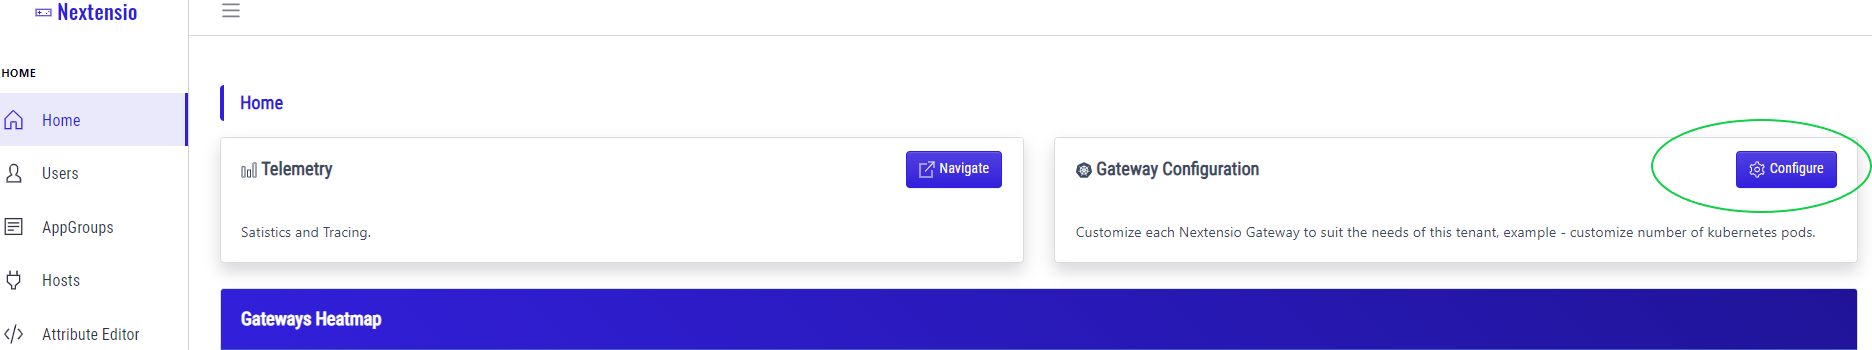 Nextensio
HOME
Home
Users
AppGroups
Hosts
Attribute Editor
Home
Telemetry
Navigate
Satistics and Tracing.
Gateway Configuration
Configure
Customize each Nextensio Gateway to suit the needs of this tenant, example - customize number of kubernetes pods.
Gateways Heatmap